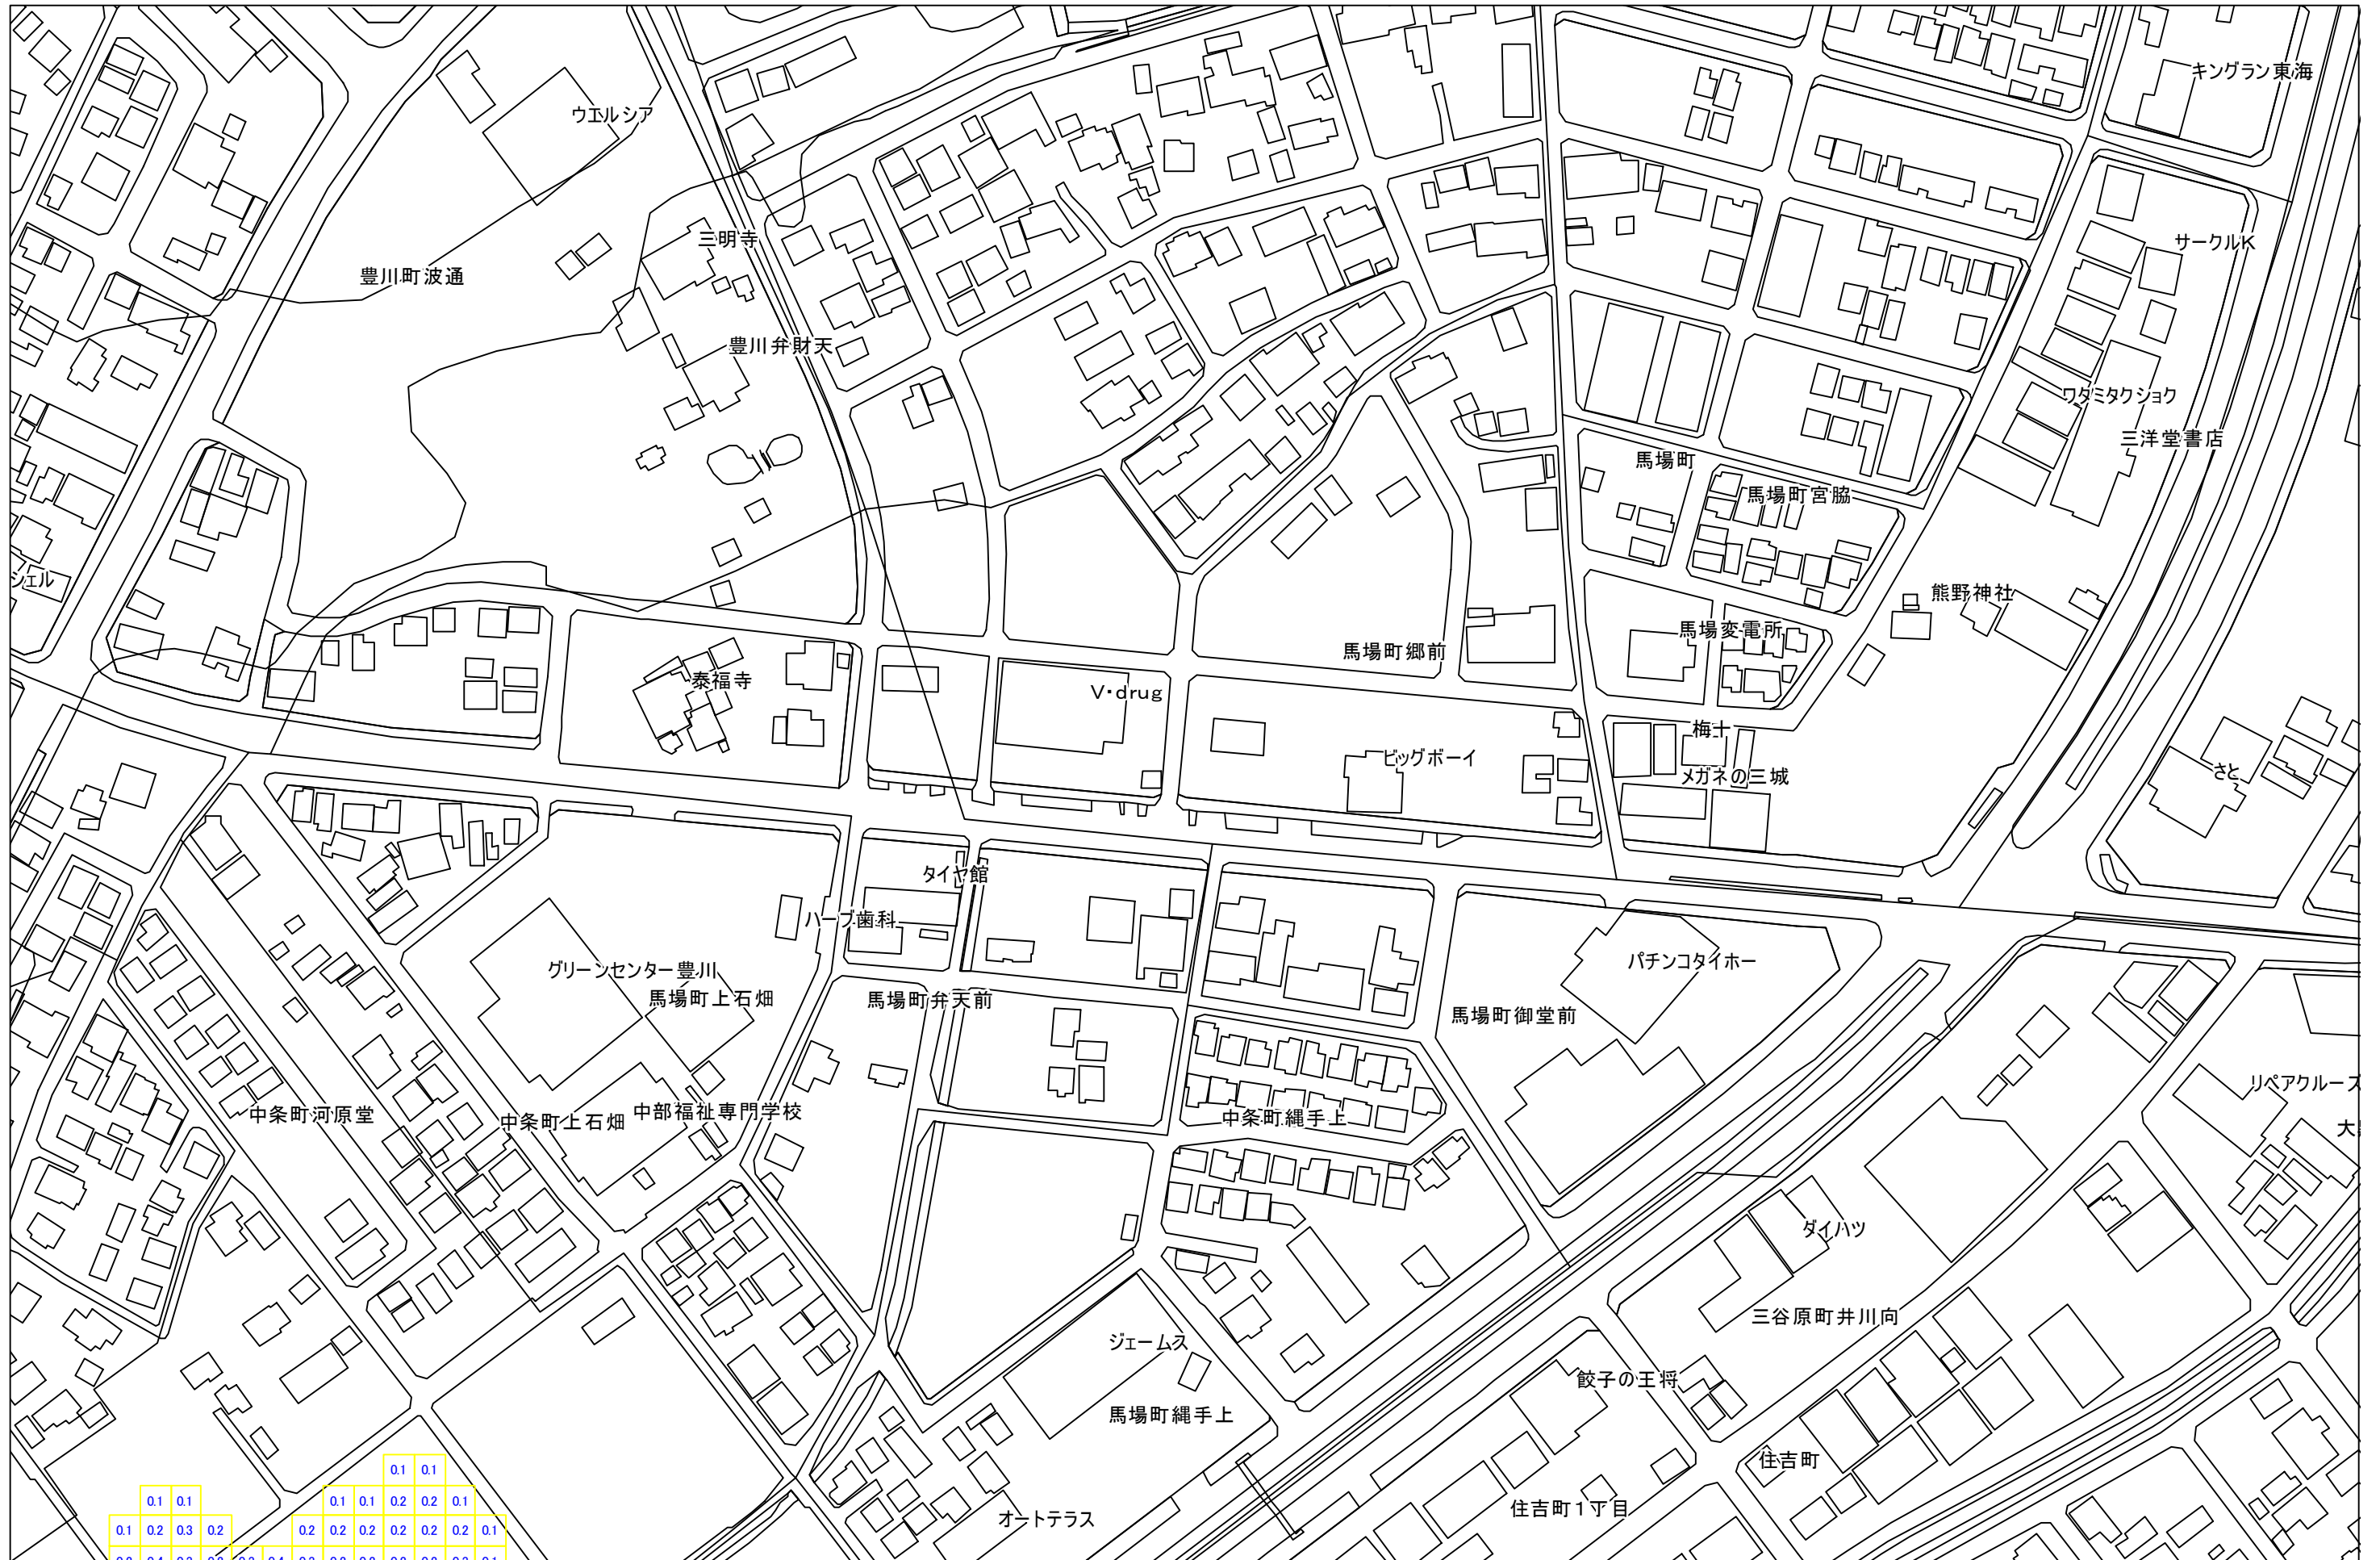 キングラン東海
ウエルシア
三明寺
サークルK
豊川町波通
豊川弁財天
ワタミタクショク
三洋堂書店
馬場町
馬場町宮脇
シェル
熊野神社
馬場変電所
馬場町郷前
泰福寺
V・drug
梅十
ビッグボーイ
メガネの三城
さと
タイヤ館
ハーブ歯科
パチンコタイホー
グリーンセンター豊川
馬場町上石畑
馬場町弁天前
馬場町御堂前
リペアクルーズ
中条町河原堂
中条町上石畑
中部福祉専門学校
中条町縄手上
ダイハツ
三谷原町井川向
ジェームス
餃子の王将
馬場町縄手上
住吉町
住吉町1丁目
オートテラス
0.1 0.1
0.1 0.1 0.1 0.1 0.2 0.2 0.1
0.1 0.2 0.3 0.2 0.2 0.2 0.2 0.2 0.2 0.2 0.1